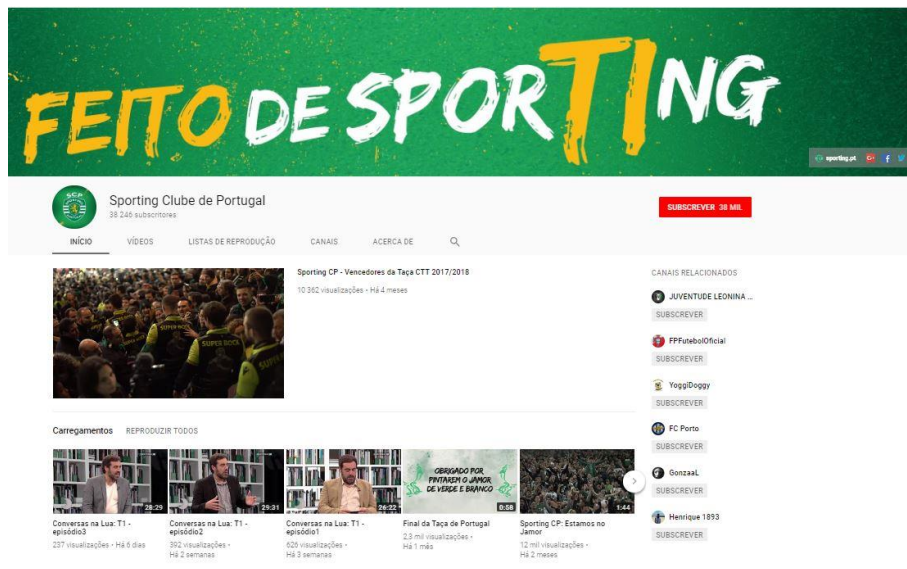 FEITO DE SPORTING
sporting.pt
SCP
Sporting Clube de Portugal
38 246 subscritores
SUBSCREVER 38 MIL
INÍCIO VÍDEOS LISTAS DE REPRODUÇÃO CANAIS ACERCA DE
Sporting CP - Vencedores da Taça CTT 2017/2018
10 362 visualizações • Há 4 meses
SUPER BOCK
SUPER BOCK
CANAIS RELACIONADOS
JUVENTUDE LEONINA ...
SUBSCREVER
FPFutebolOficial
SUBSCREVER
YoggiDoggy
SUBSCREVER
FC Porto
SUBSCREVER
GonzaaL
SUBSCREVER
Henrique 1893
SUBSCREVER
Carregamentos REPRODUZIR TODOS
28:29
Conversas na Lua: T1 -
episódio3
237 visualizações • Há 6 dias
29:31
Conversas na Lua: T1 -
episódio2
392 visualizações •
Há 2 semanas
26:22
Conversas na Lua: T1 -
episódio1
626 visualizações •
Há 3 semanas
OBRIGADO POR
PINTAREM O JAMOR
DE VERDE E BRANCO
0:58
Final da Taça de Portugal
2,3 mil visualizações •
Há 1 mês
1:44
Sporting CP: Estamos no
Jamor
12 mil visualizações •
Há 2 meses